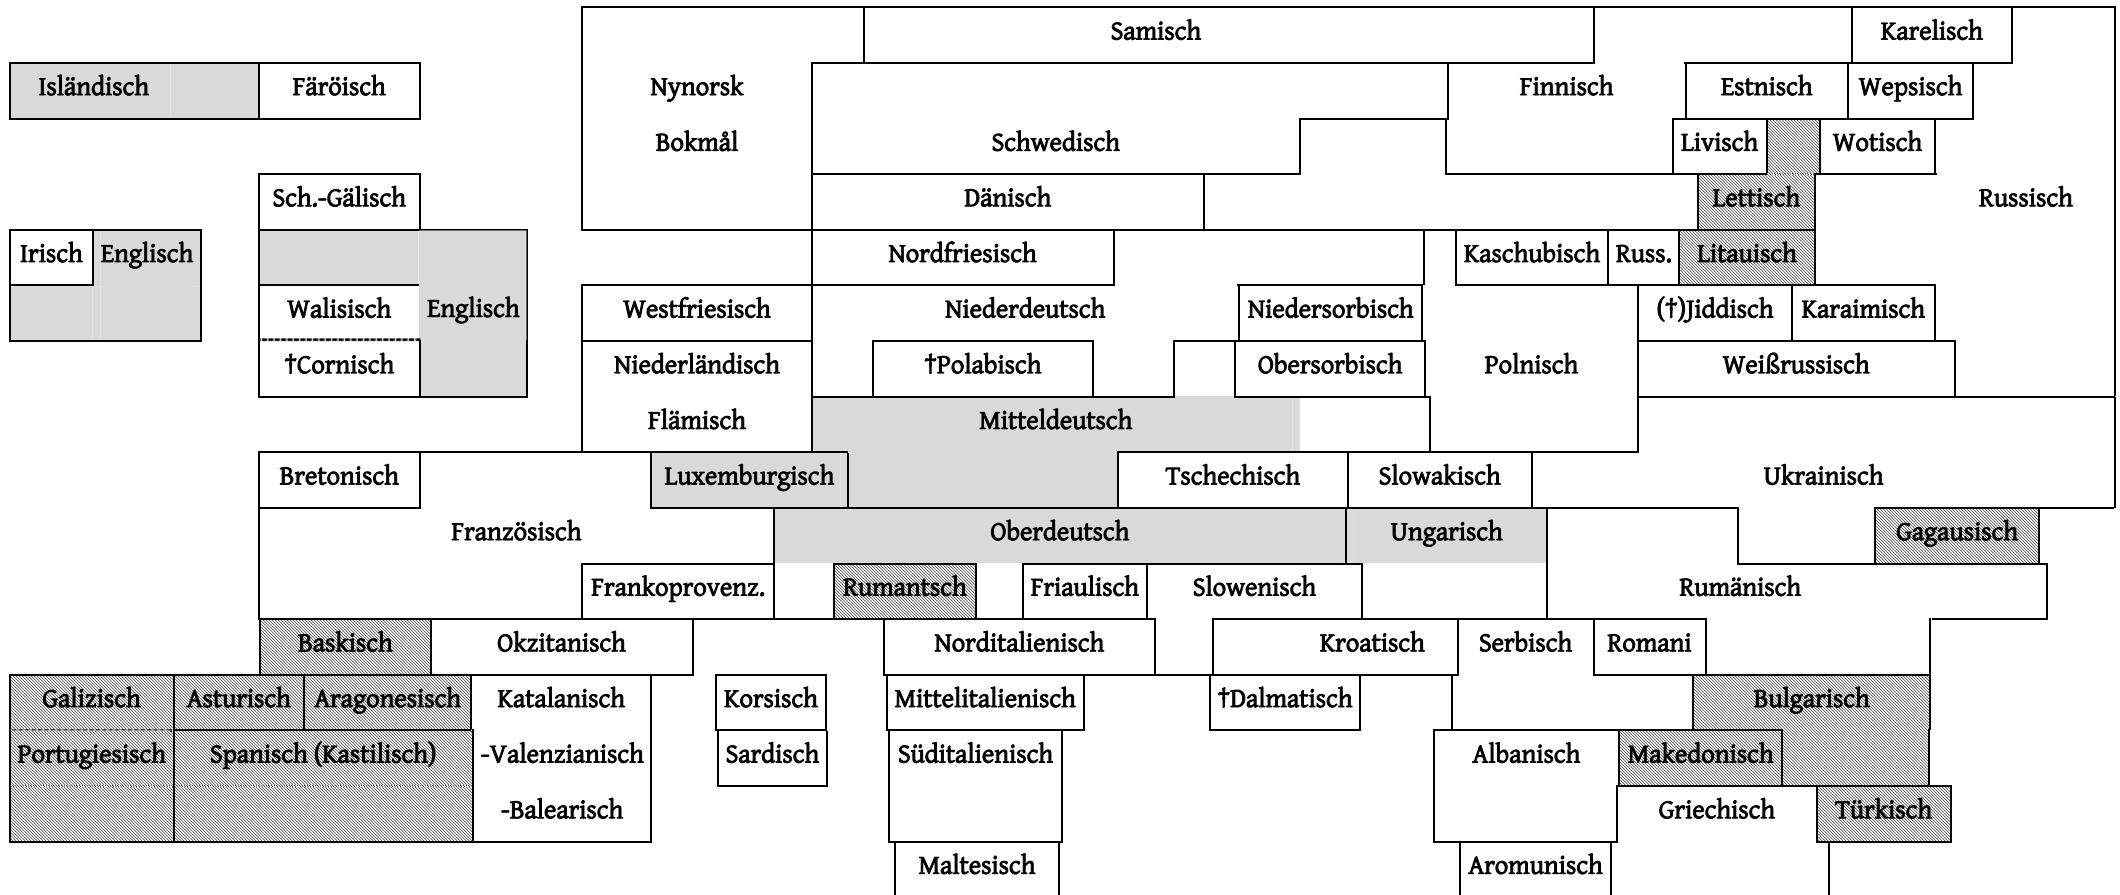 Samisch Karelisch
Isländisch Färöisch Nynorsk Finnisch Estnisch Wepsisch
Bokmål Schwedisch Livisch Wotisch
Sch.-Gälisch Dänisch Lettisch Russisch
Irisch Englisch Nordfriesisch Kaschubisch Russ. Litauisch
Walisisch Englisch Westfriesisch Niederdeutsch Niedersorbisch (†)Jiddisch Karaimisch
†Cornisch Niederländisch †Polabisch Obersorbisch Polnisch Weißrussisch
Flämisch Mitteldeutsch
Bretonisch Luxemburgisch Tschechisch Slowakisch Ukrainisch
Französisch Oberdeutsch Ungarisch Gagausisch
Frankoprovenz. Rumantsch Friaulisch Slowenisch Rumänisch
Baskisch Okzitanisch Norditalienisch Kroatisch Serbisch Romani
Galizisch Asturisch Aragonesisch Katalanisch Korsisch Mittelitalienisch †Dalmatisch Bulgarisch
Portugiesisch Spanisch (Kastilisch) -Valenzianisch Sardisch Süditalienisch Albanisch Makedonisch
-Balearisch Griechisch Türkisch
Maltesisch Aromunisch